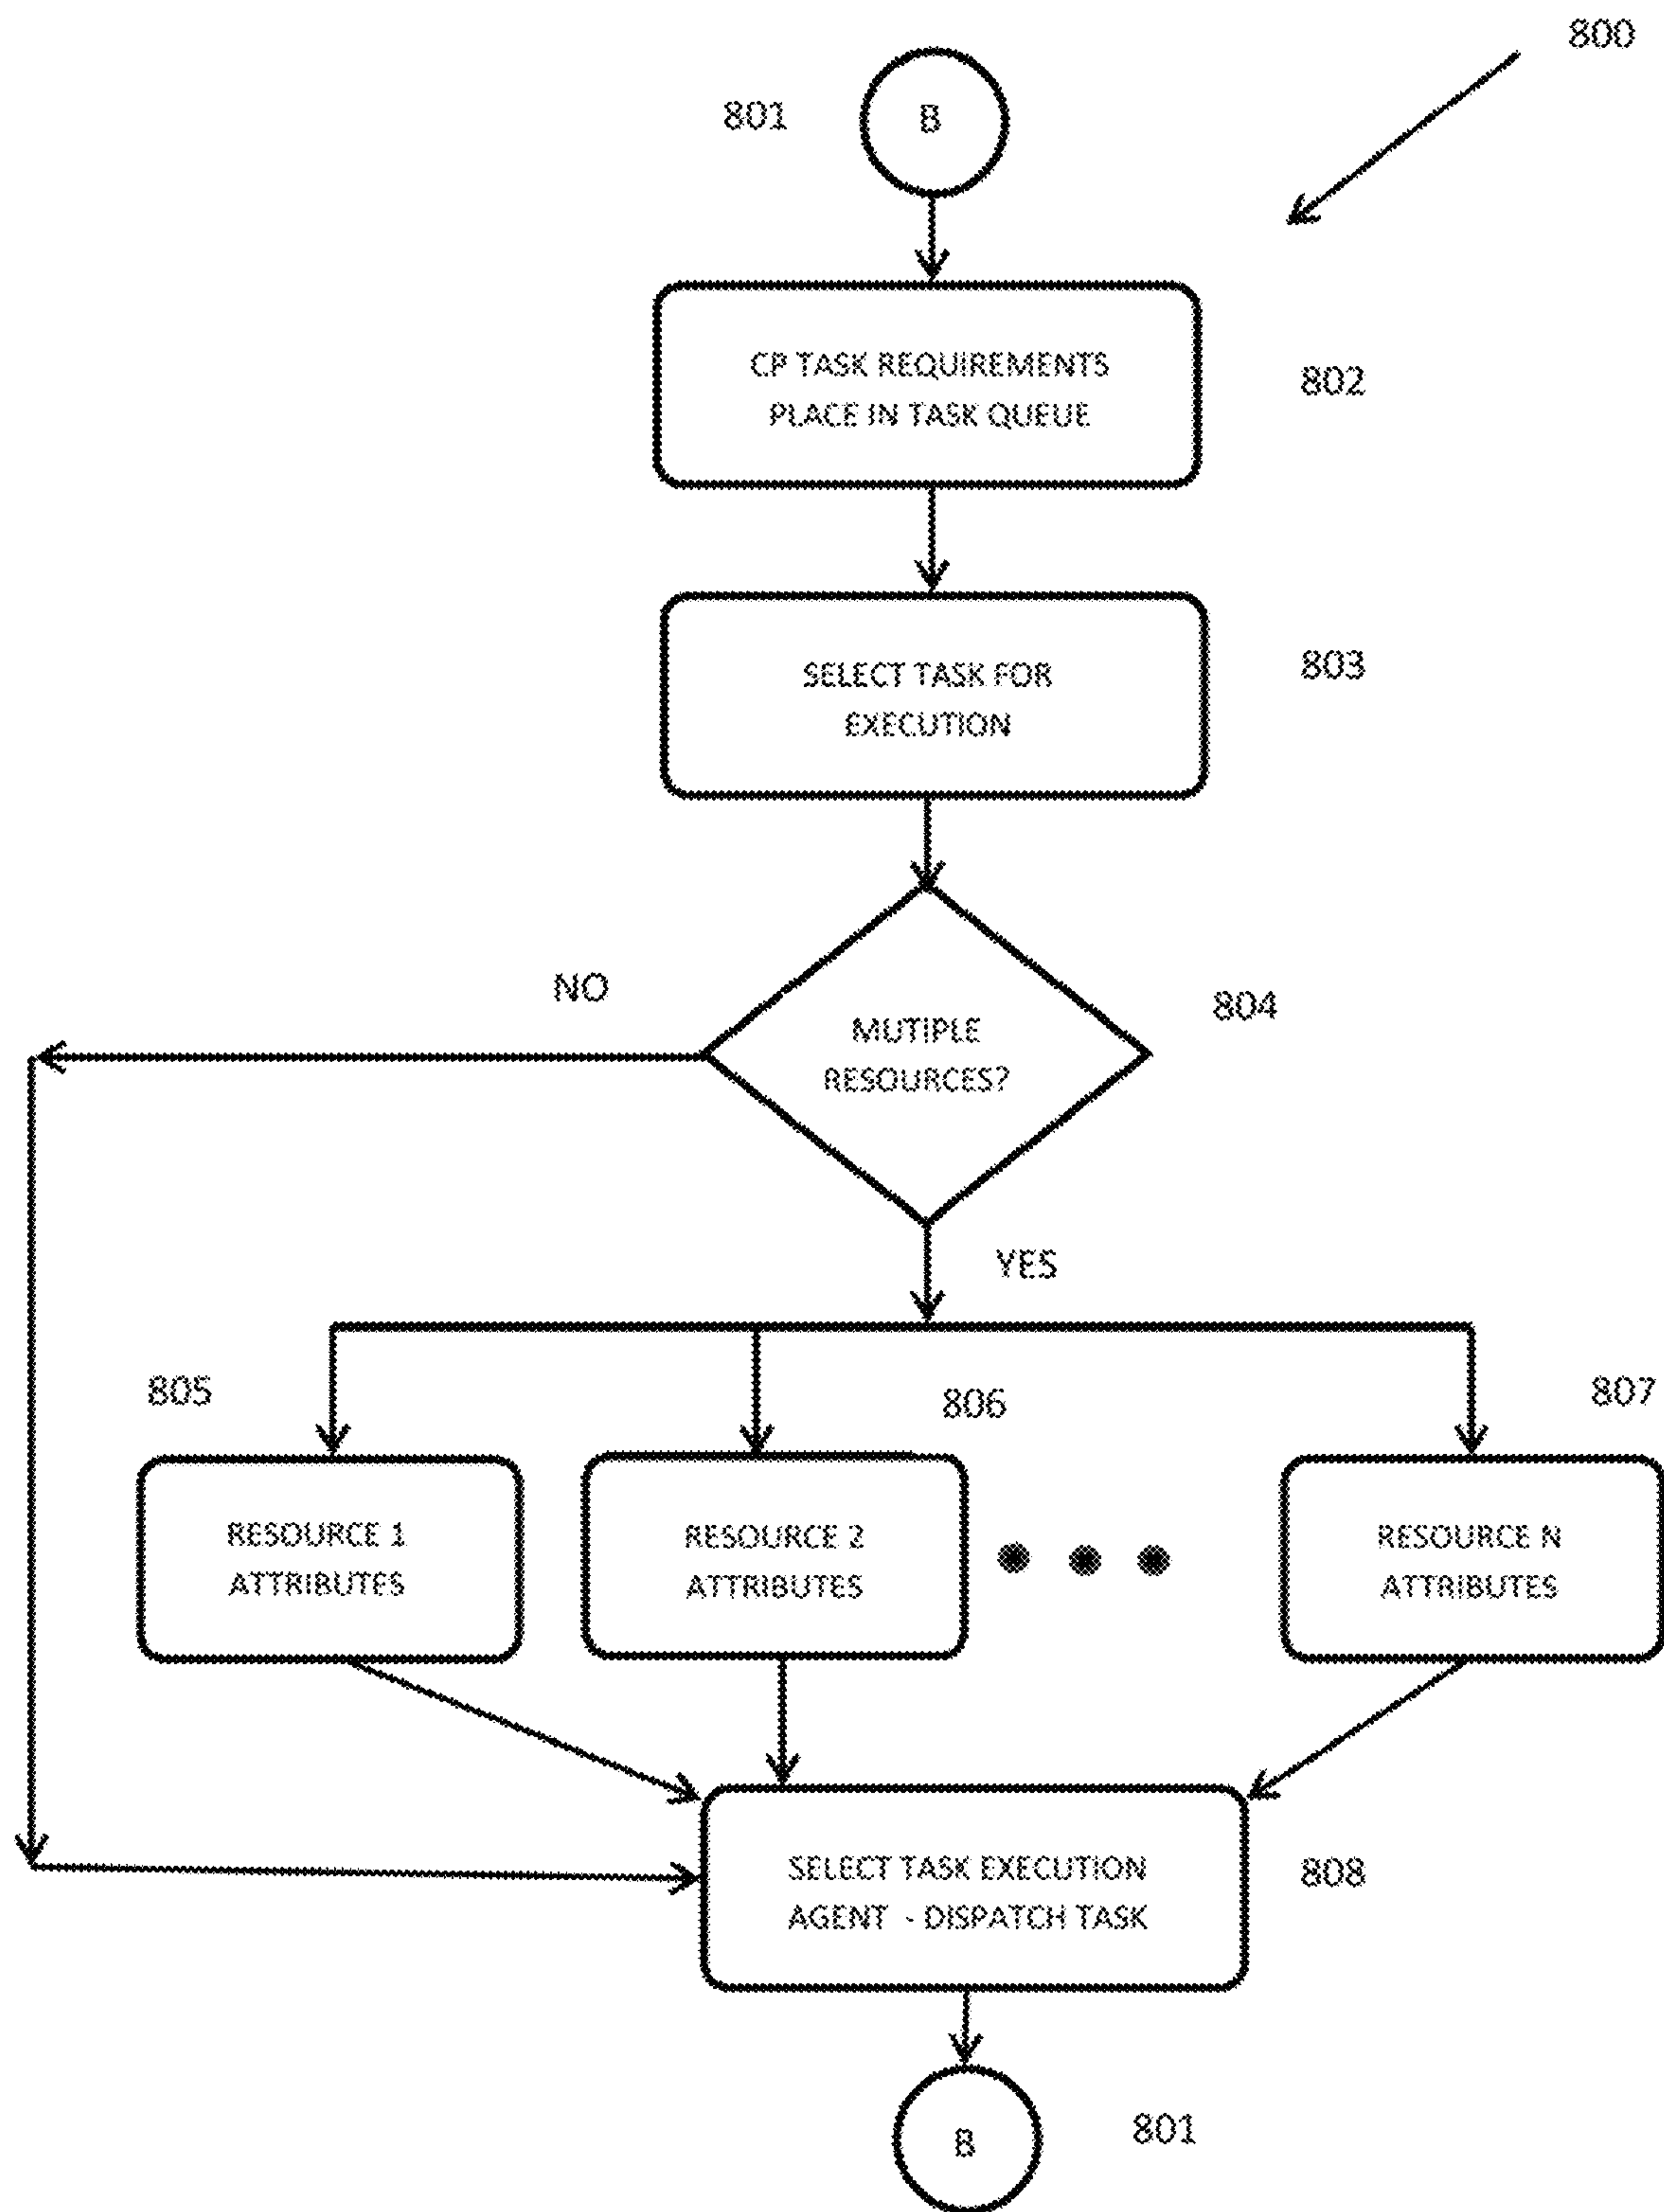 800
801
B
CP TASK REQUIREMENTS
PLACE IN TASK QUEUE
802
SELECT TASK FOR
EXECUTION
803
NO
804
MUTIPLE
RESOURCES?
YES
805
806
807
RESOURCE 1
ATTRIBUTES
RESOURCE 2
ATTRIBUTES
RESOURCE N
ATTRIBUTES
SELECT TASK EXECUTION
AGENT - DISPATCH TASK
808
B
801